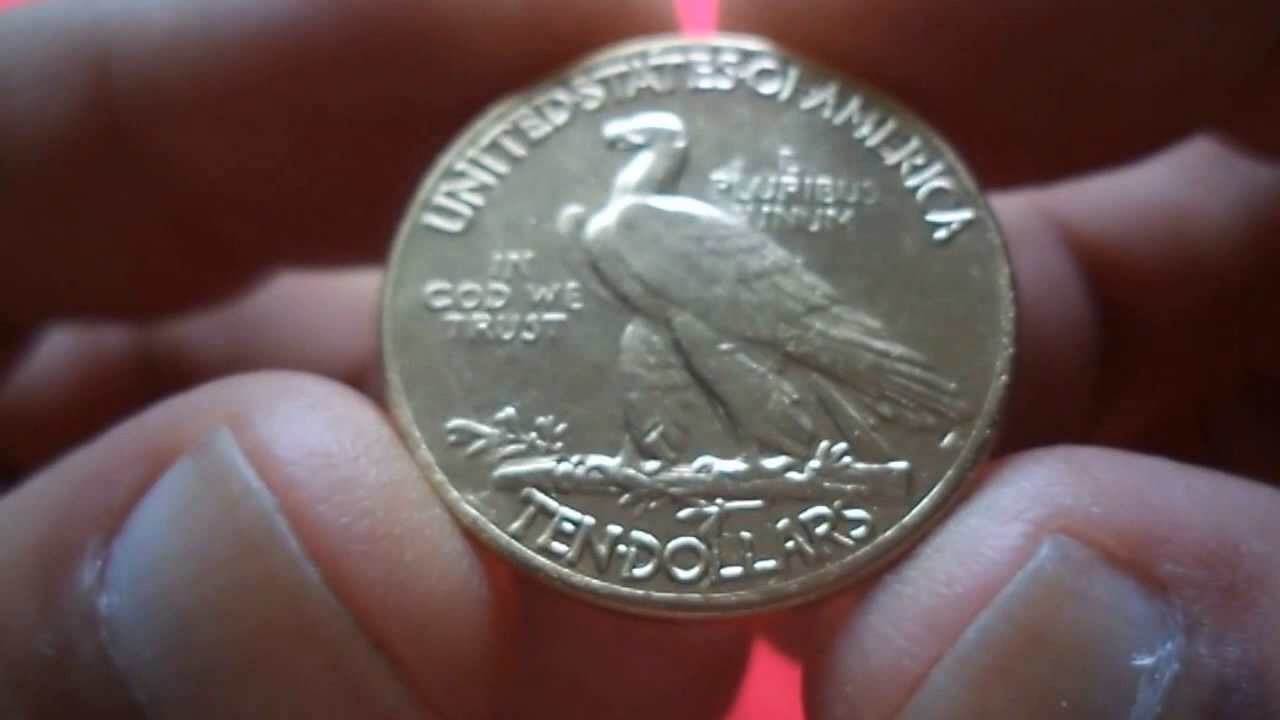 UNITED·STATES·OF·AMERICA
E
PLURIBUS
UNUM
IN
GOD WE
TRUST
TEN·DOLLARS